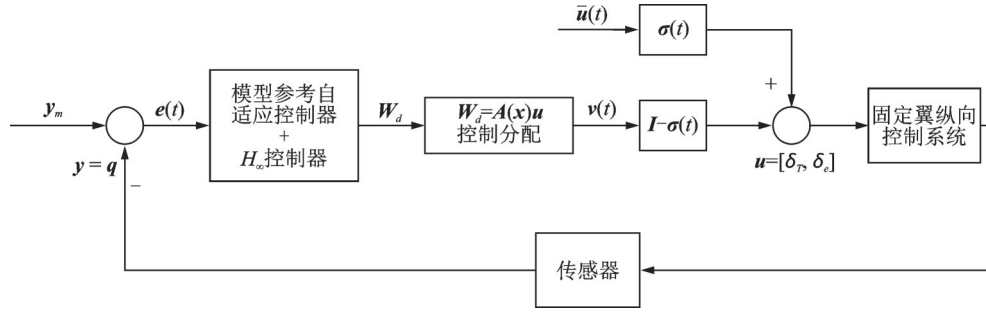 ū(t)
σ(t)
+
y_m
e(t)
模型参考自
适应控制器
+
H∞控制器
W_d
W_d=A(x)u
控制分配
v(t)
I−σ(t)
固定翼纵向
控制系统
y = q
−
u=[δ_T, δ_e]
传感器